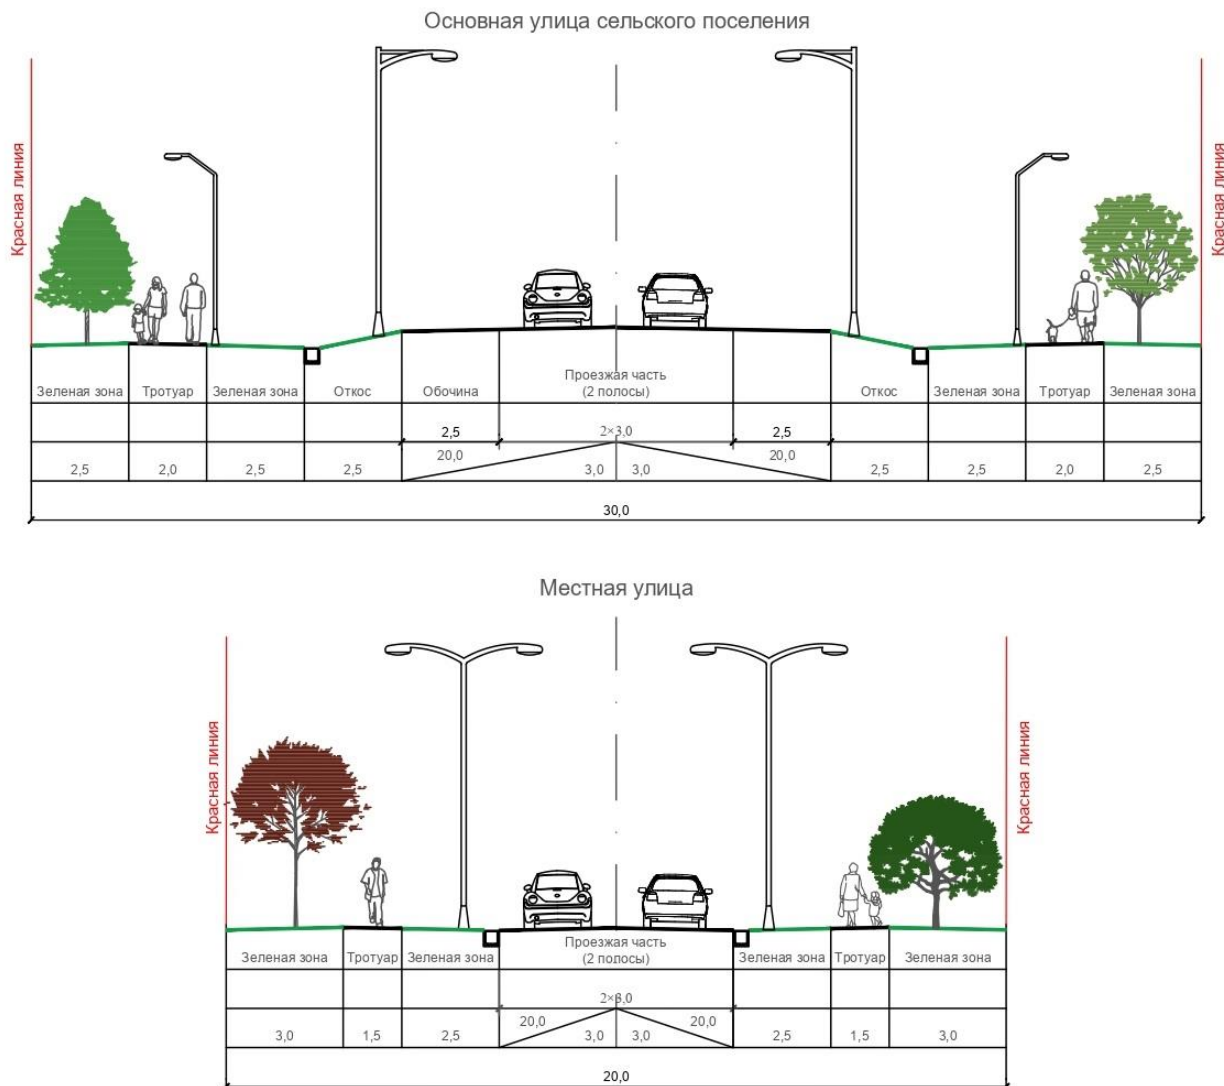 Основная улица сельского поселения
Красная линия
Красная линия
Зеленая зона
Тротуар
Зеленая зона
Откос
Обочина
Проезжая часть
(2 полосы)
Откос
Зеленая зона
Тротуар
Зеленая зона
2,5
2×3,0
2,5
20,0
20,0
2,5
2,0
2,5
2,5
3,0
3,0
2,5
2,5
2,0
2,5
30,0
Местная улица
Красная линия
Красная линия
Зеленая зона
Тротуар
Зеленая зона
Проезжая часть
(2 полосы)
Зеленая зона
Тротуар
Зеленая зона
2×3,0
20,0
20,0
3,0
1,5
2,5
3,0
3,0
2,5
1,5
3,0
20,0